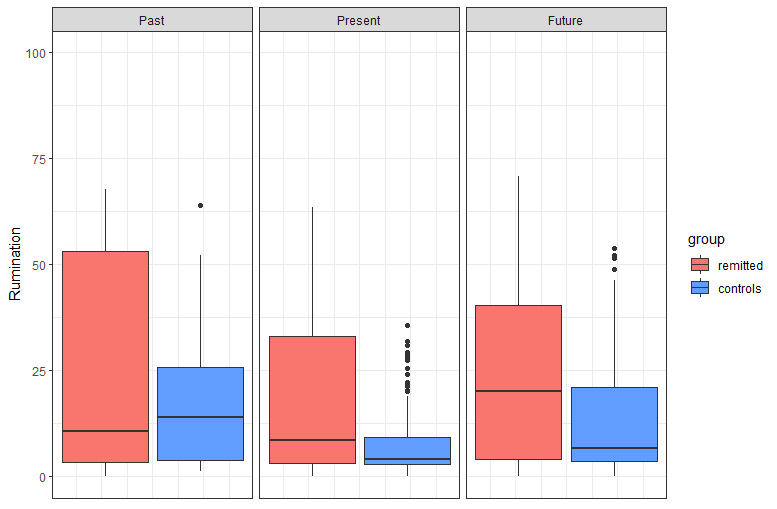 Past Present Future
100
75
50
25
0
Rumination
group
remitted
controls